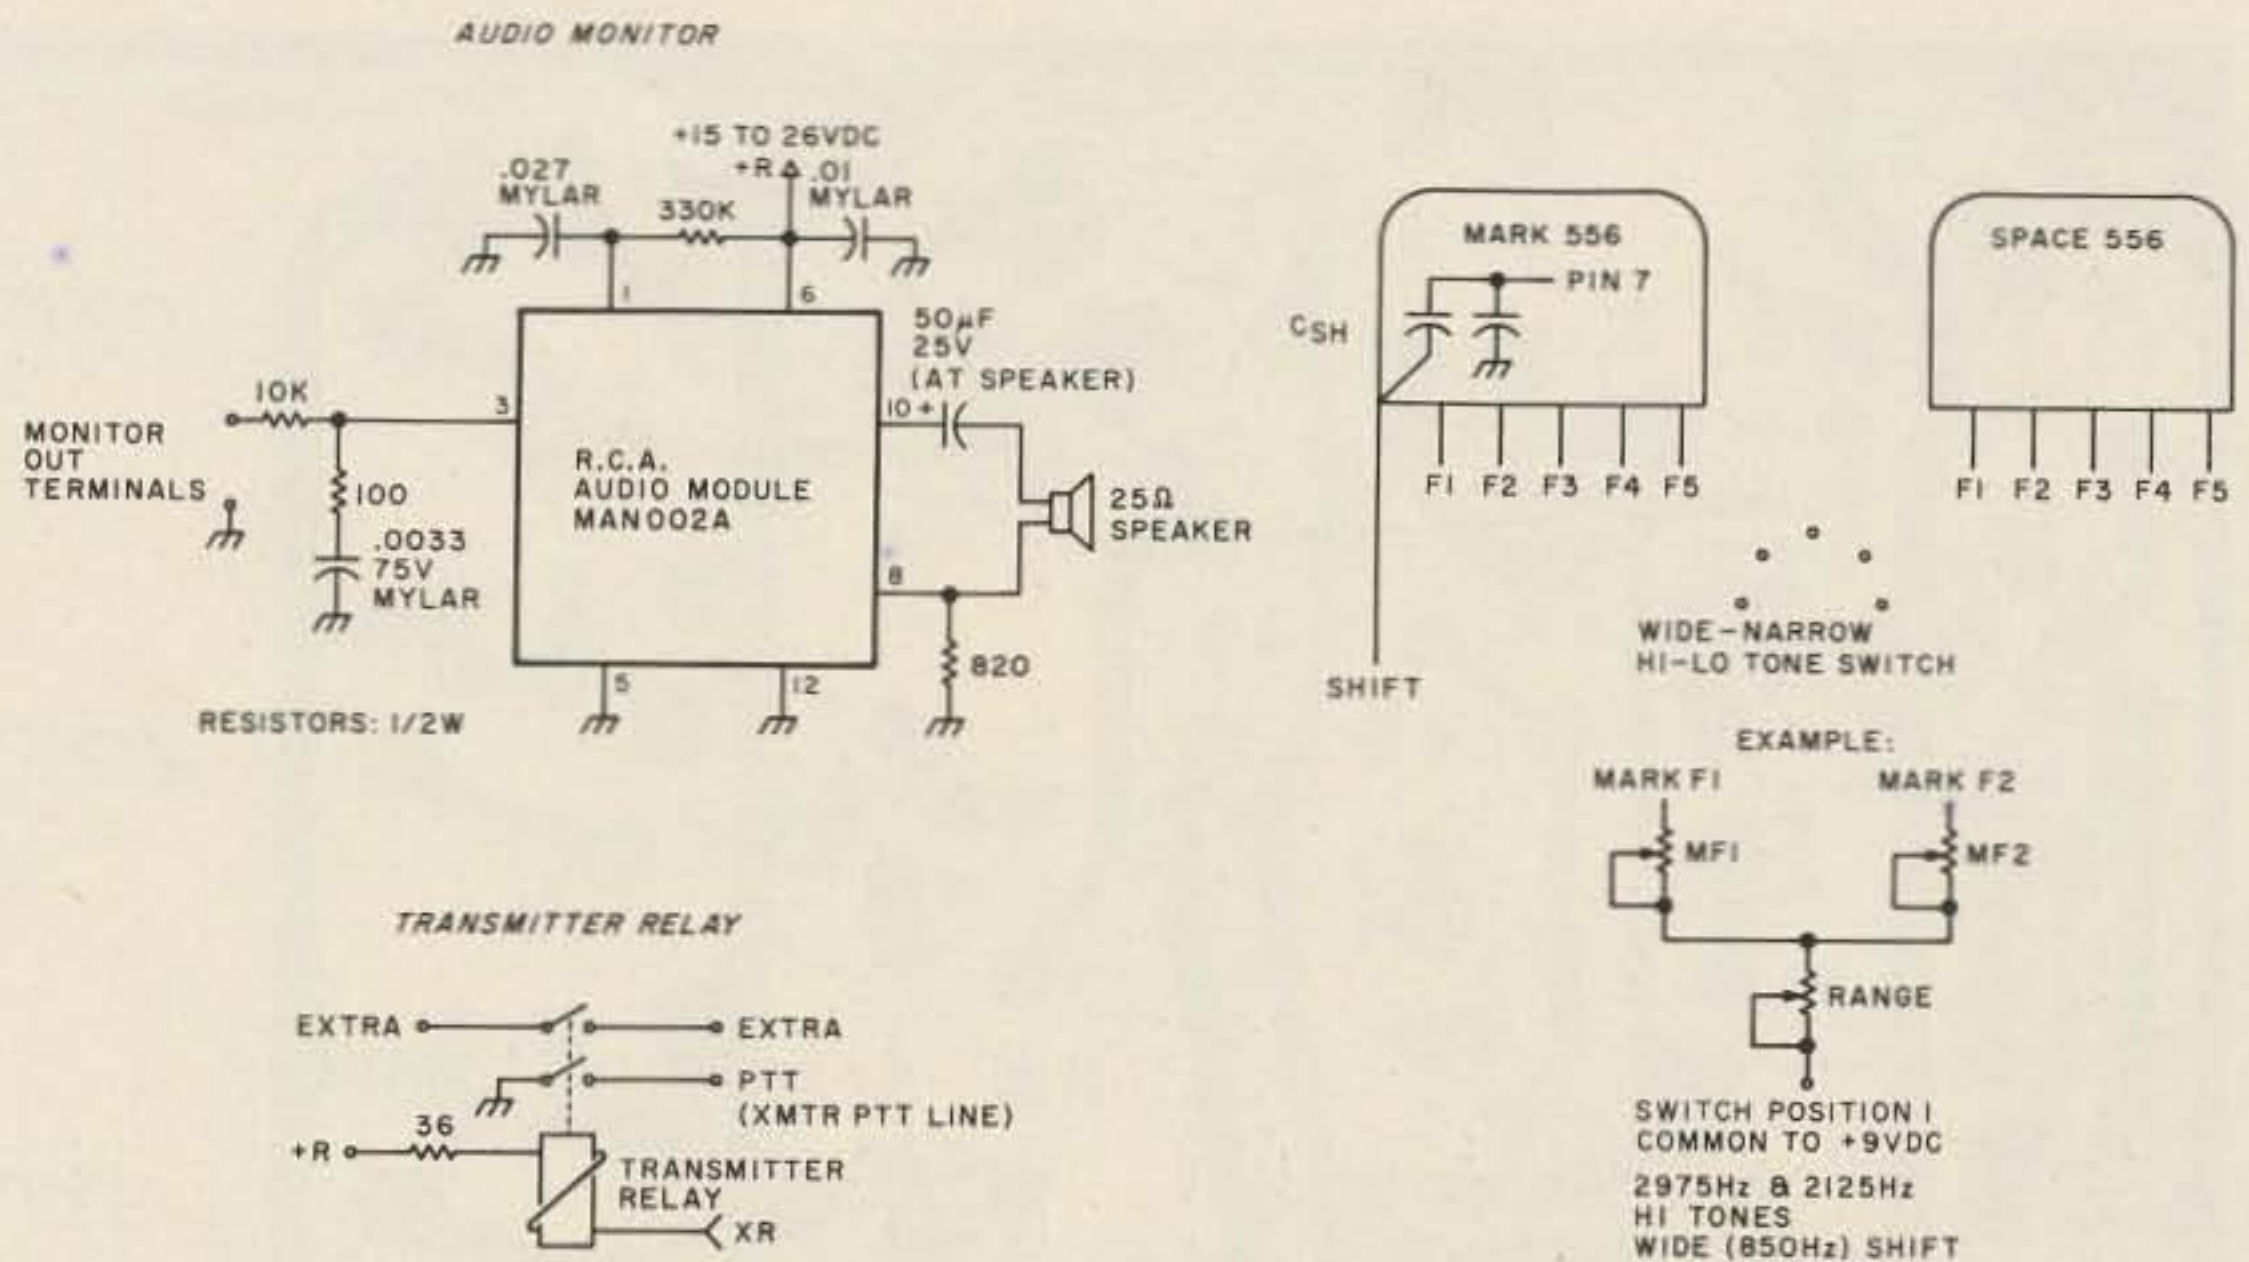 AUDIO MONITOR
+15 TO 26VDC
+R
.027
MYLAR
330K
.01
MYLAR
1
6
50µF
25V
(AT SPEAKER)
10K
3
10 +
MONITOR
OUT
TERMINALS
100
.0033
75V
MYLAR
R.C.A.
AUDIO MODULE
MAN002A
25Ω
SPEAKER
8
820
5
12
RESISTORS: 1/2W
MARK 556
PIN 7
CSH
F1 F2 F3 F4 F5
SHIFT
SPACE 556
F1 F2 F3 F4 F5
WIDE-NARROW
HI-LO TONE SWITCH
EXAMPLE:
MARK F1
MARK F2
MF1
MF2
RANGE
SWITCH POSITION 1
COMMON TO +9VDC
2975Hz & 2125Hz
HI TONES
WIDE (850Hz) SHIFT
TRANSMITTER RELAY
EXTRA
EXTRA
PTT
(XMTR PTT LINE)
+R
36
TRANSMITTER
RELAY
XR